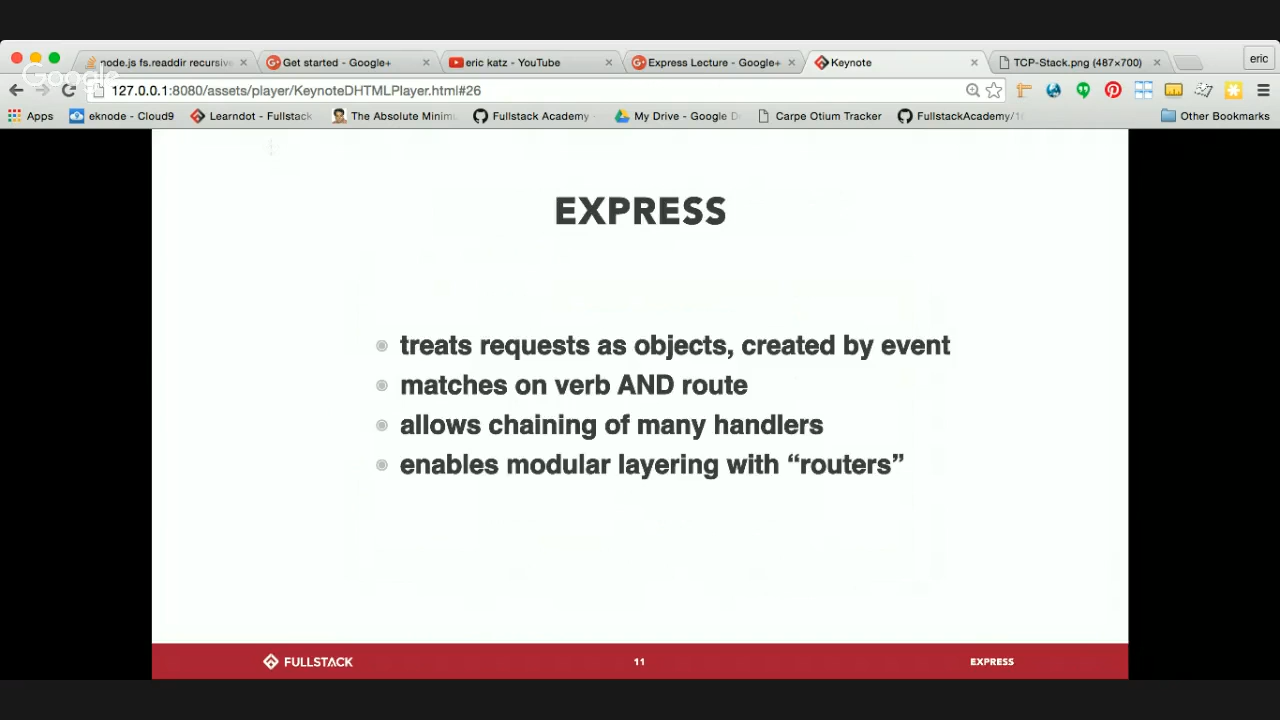 node.js fs.readdir recursive
Get started - Google+
eric katz - YouTube
Express Lecture - Google+
Keynote
TCP-Stack.png (487×700)
eric
Google
127.0.0.1:8080/assets/player/KeynoteDHTMLPlayer.html#26
Apps
eknode - Cloud9
Learndot - Fullstack
The Absolute Minim
Fullstack Academy
My Drive - Google D
Carpe Otium Tracker
FullstackAcademy/1
Other Bookmarks
EXPRESS
treats requests as objects, created by event
matches on verb AND route
allows chaining of many handlers
enables modular layering with “routers”
FULLSTACK
11
EXPRESS